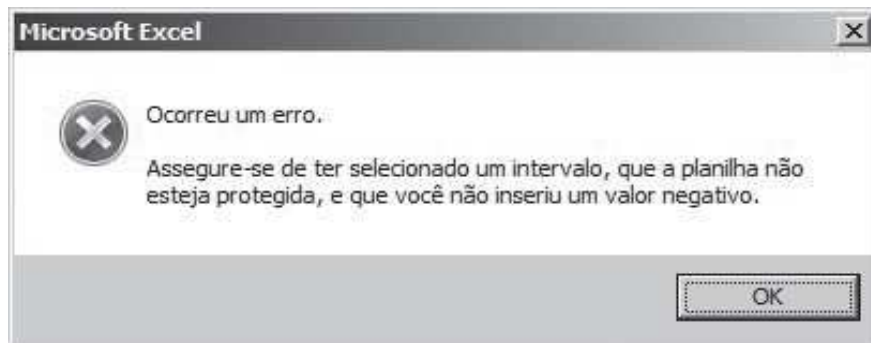 Microsoft Excel
Ocorreu um erro.
Assegure-se de ter selecionado um intervalo, que a planilha não
esteja protegida, e que você não inseriu um valor negativo.
OK